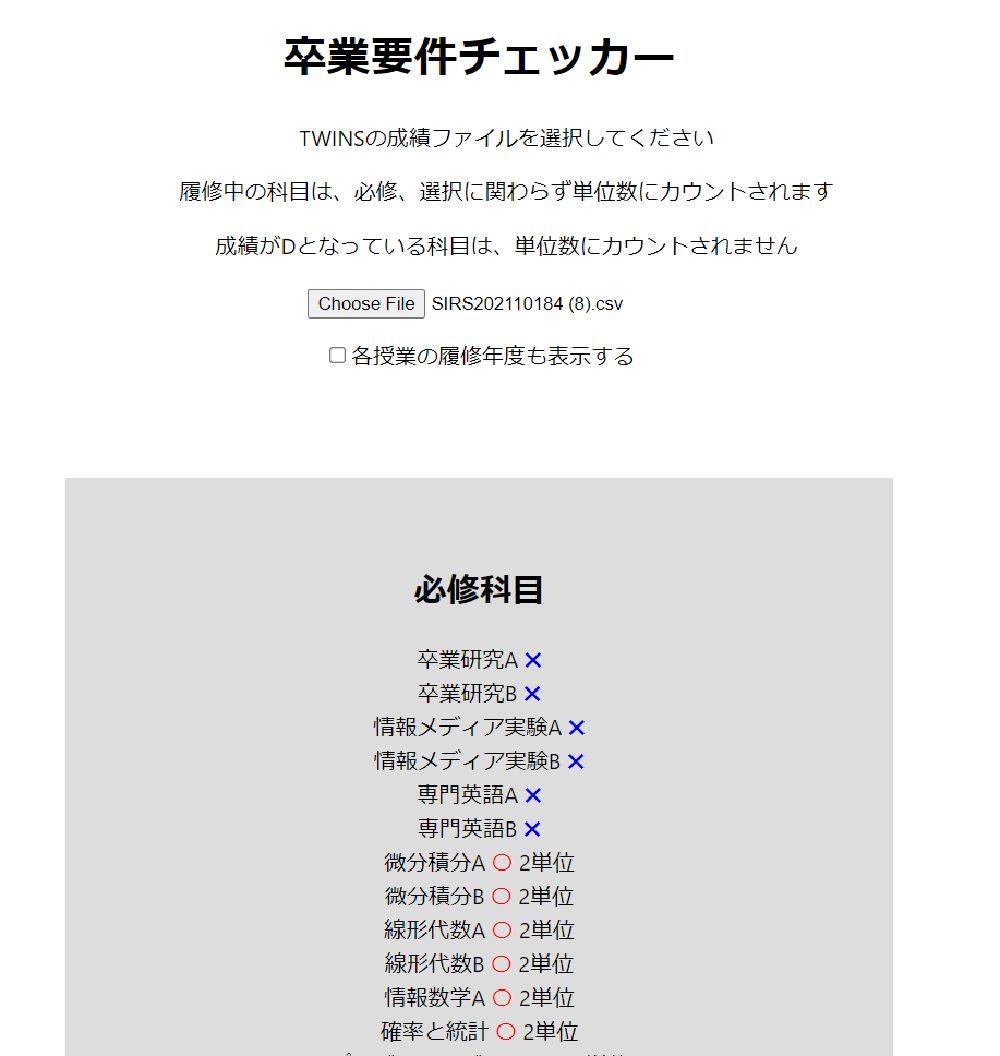 卒業要件チェッカー
TWINSの成績ファイルを選択してください
履修中の科目は、必修、選択に関わらず単位数にカウントされます
成績がDとなっている科目は、単位数にカウントされません
Choose File SIRS202110184 (8).csv
各授業の履修年度も表示する
必修科目
卒業研究A ✕
卒業研究B ✕
情報メディア実験A ✕
情報メディア実験B ✕
専門英語A ✕
専門英語B ✕
微分積分A 〇 2単位
微分積分B 〇 2単位
線形代数A 〇 2単位
線形代数B 〇 2単位
情報数学A 〇 2単位
確率と統計 〇 2単位